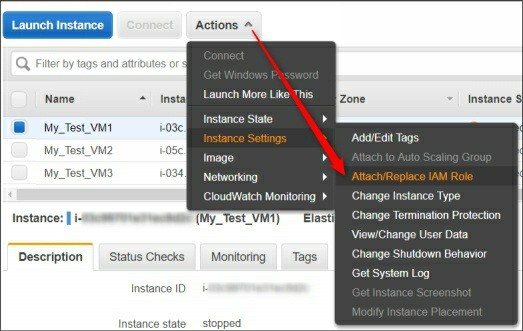 Launch Instance
Connect
Actions
Filter by tags and attributes or s
Name
Insta
Zone
Instance S
My_Test_VM1
i-03c.
My_Test_VM2
i-05c.
My_Test_VM3
i-034.
Connect
Get Windows Password
Launch More Like This
Instance State
Instance Settings
Image
Networking
CloudWatch Monitoring
Add/Edit Tags
Attach to Auto Scaling Group
Attach/Replace IAM Role
Change Instance Type
Change Termination Protection
View/Change User Data
Change Shutdown Behavior
Get System Log
Get Instance Screenshot
Modify Instance Placement
Instance: i- (My_Test_VM1) Elasti
Description
Status Checks
Monitoring
Tags
Instance ID
i-
Instance state
stopped